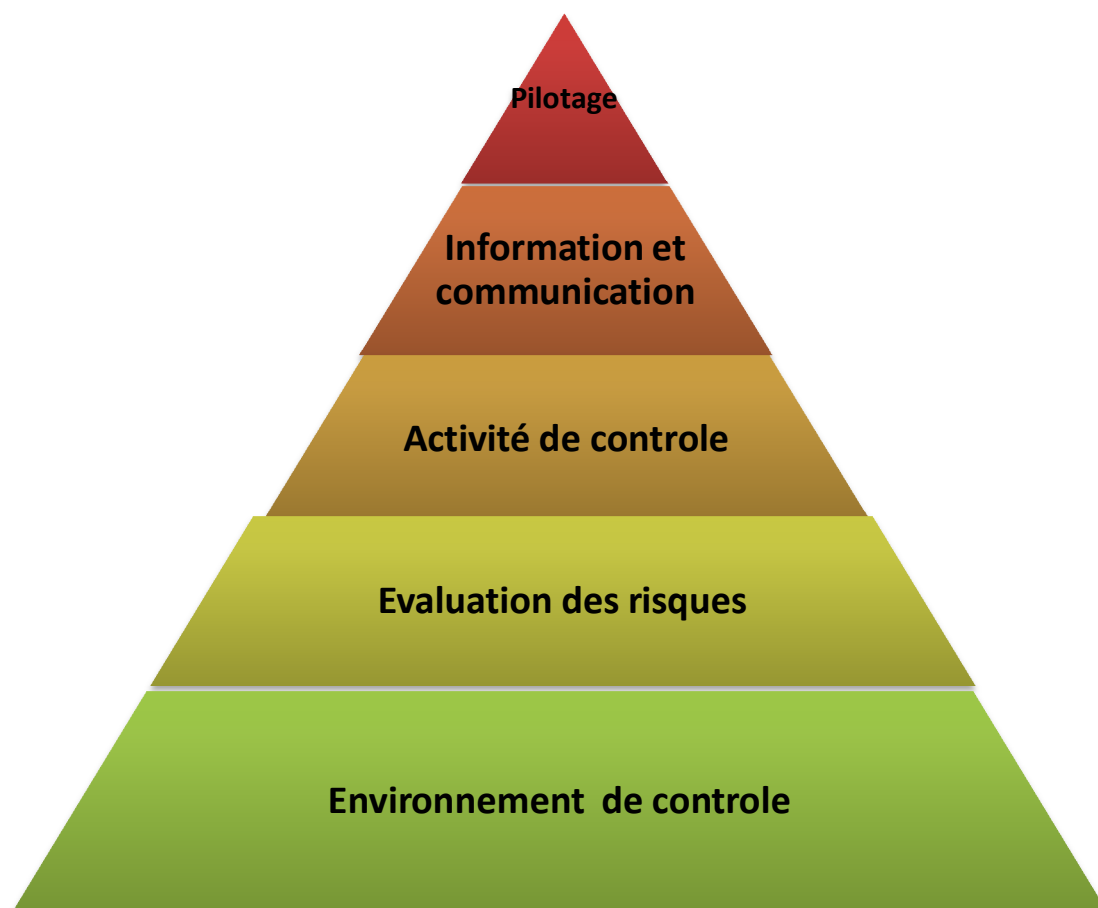 Pilotage
Information et
communication
Activité de controle
Evaluation des risques
Environnement  de controle